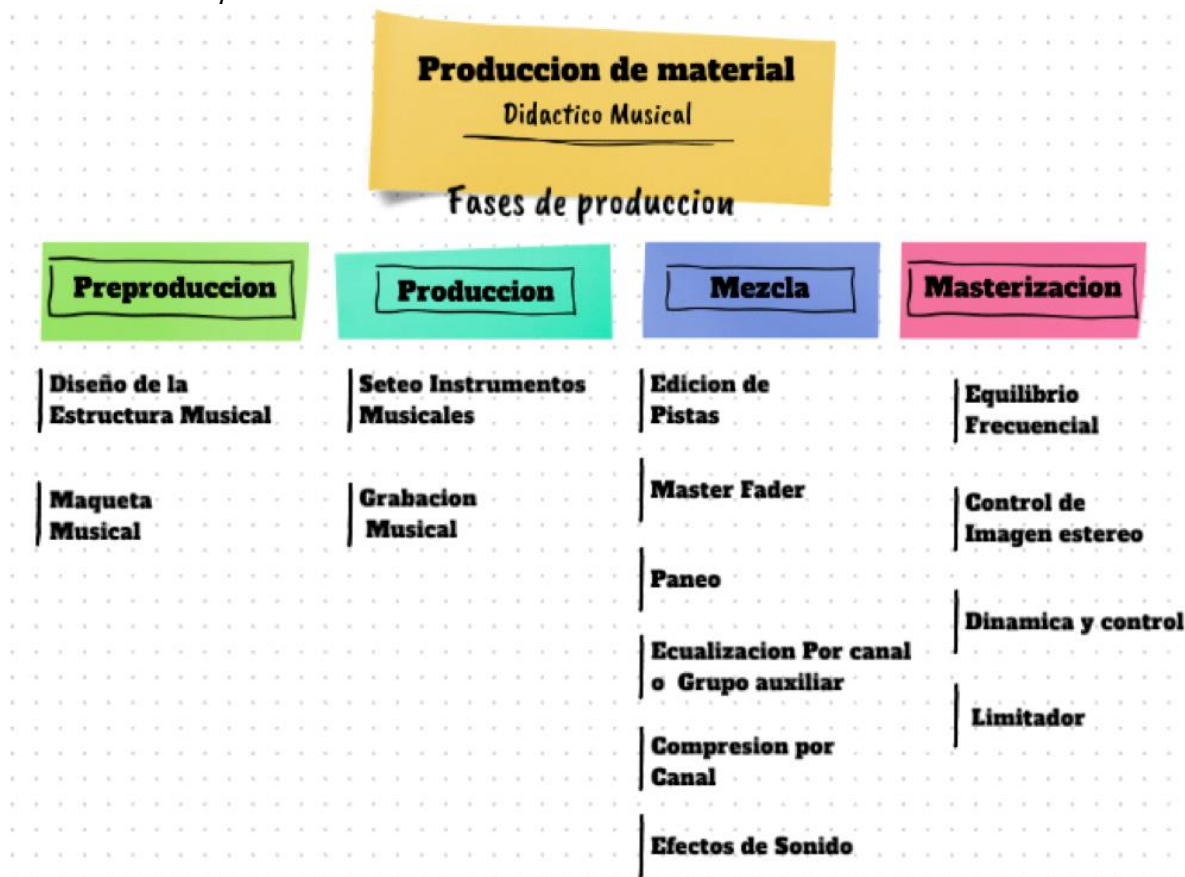 Produccion de material
Didactico Musical
Fases de produccion
Preproduccion
Diseño de la
Estructura Musical
Maqueta
Musical
Produccion
Seteo Instrumentos
Musicales
Grabacion
Musical
Mezcla
Edicion de
Pistas
Master Fader
Paneo
Ecualizacion Por canal
o Grupo auxiliar
Compresion por
Canal
Efectos de Sonido
Masterizacion
Equilibrio
Frecuencial
Control de
Imagen estereo
Dinamica y control
Limitador